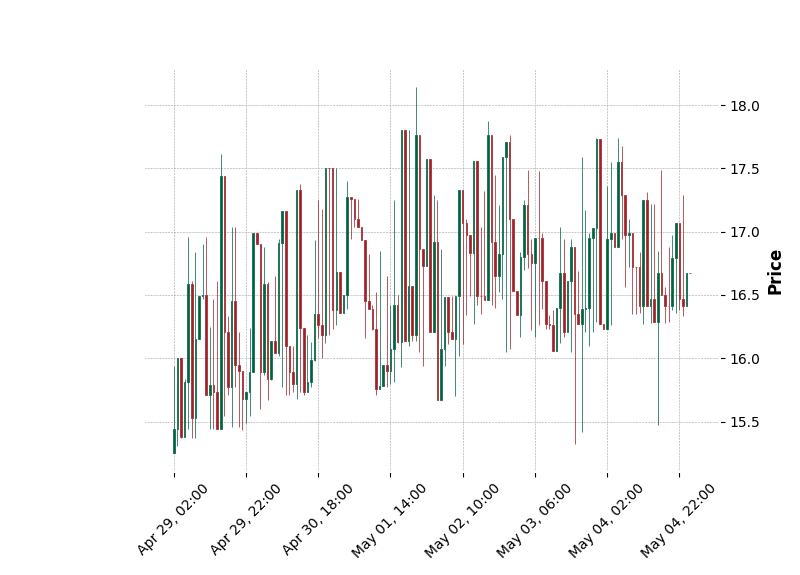 18.0
17.5
17.0
16.5
16.0
15.5
Price
Apr 29, 02:00
Apr 29, 22:00
Apr 30, 18:00
May 01, 14:00
May 02, 10:00
May 03, 06:00
May 04, 02:00
May 04, 22:00